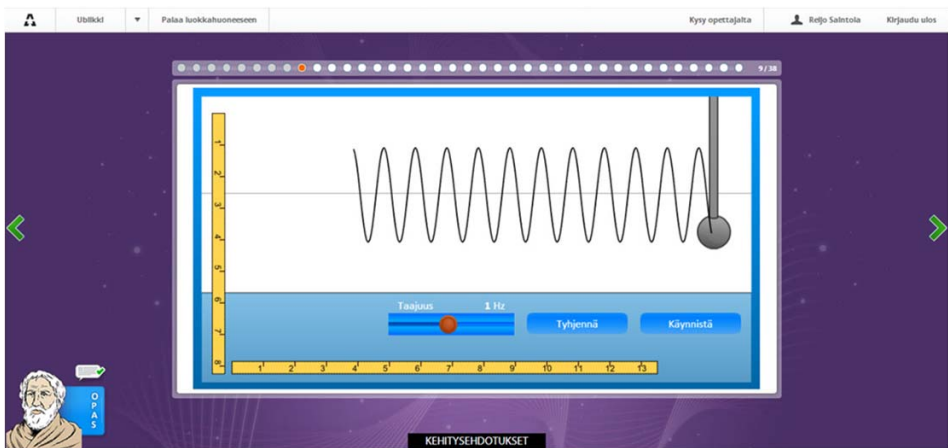 Ubiikki Palaa luokkahuoneeseen Kysy opettajalta Reijo Saintola Kirjaudu ulos
9/38
1
2
3
4
5
6
7
8
Taajuus 1 Hz
Tyhjennä Käynnistä
1 2 3 4 5 6 7 8 9 10 11 12 13
OPAS
KEHITYSEHDOTUKSET